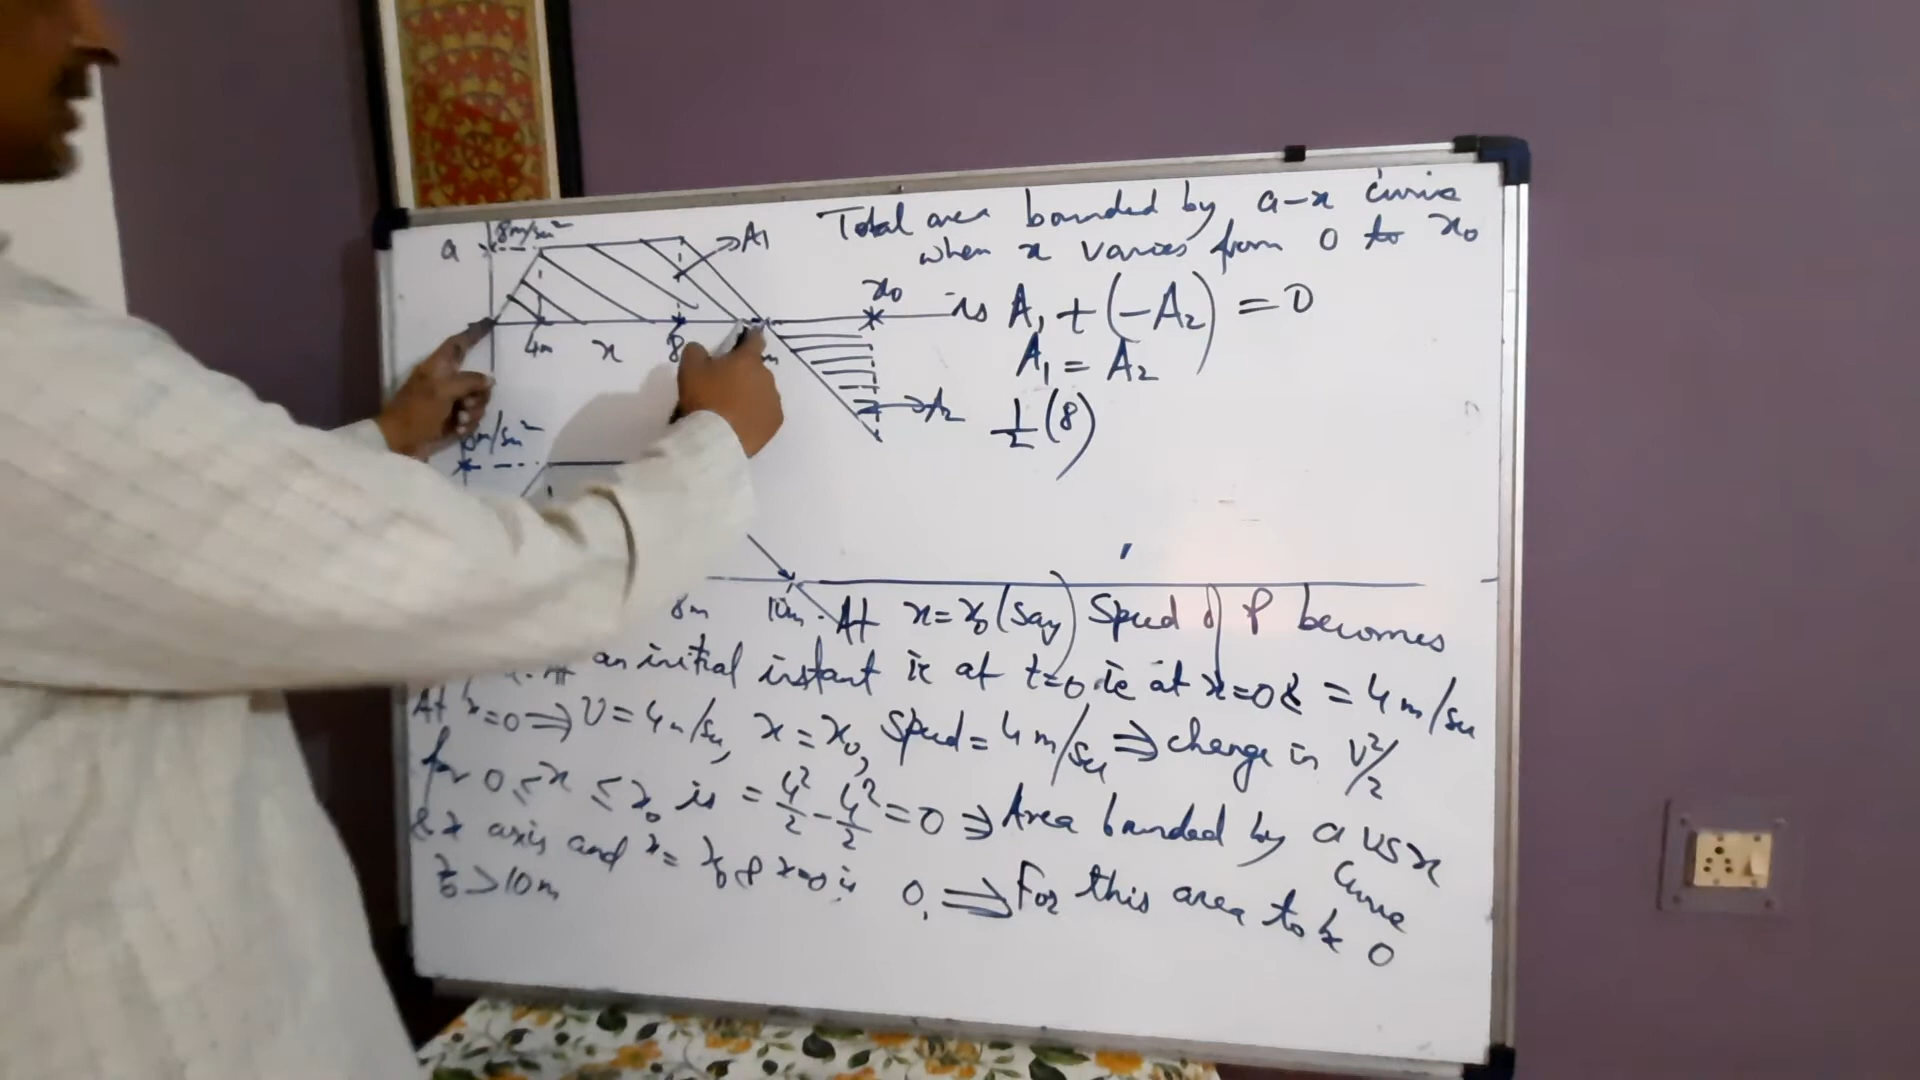 Total area bounded by a-x curve
when x varies from 0 to x₀
is A₁ + (-A₂) = 0
A₁ = A₂
1/2 (8)
8m/sec²
a
A₁
x₀
4m x 8 m
A₂
m/sec²
8m 10m
At x=x₀ (say) Speed of P becomes
an initial instant ie at t=0 ie at x=0 & = 4m/sec
At x=0 ⇒ V=4m/sec, x=x₀, Speed=4m/sec ⇒ change in V²/2
for 0≤x≤x₀ is = 4²/2 - 4²/2 = 0 ⇒ Area bounded by a vs x
curve
& x axis and x=x₀ & x=0 is 0, ⇒ For this area to be 0
x₀>10m